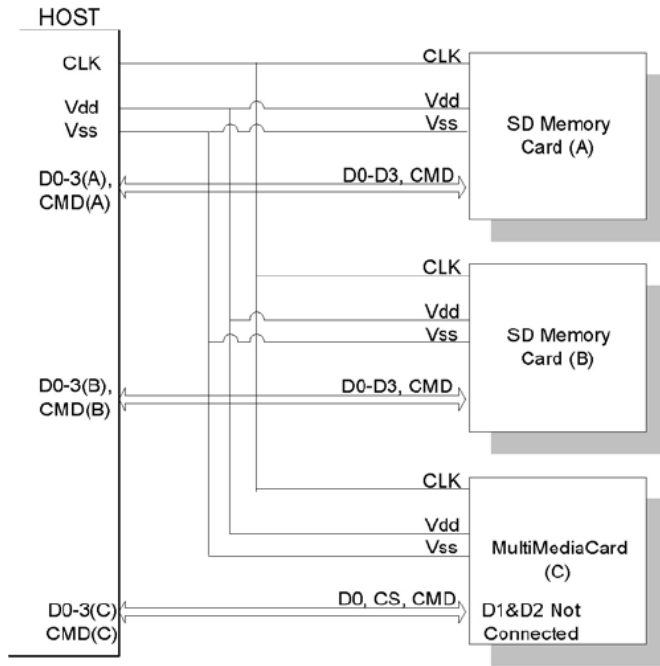 HOST
CLK
Vdd
Vss
D0-3(A),
CMD(A)
CLK
Vdd
Vss
D0-D3, CMD
SD Memory
Card (A)
D0-3(B),
CMD(B)
CLK
Vdd
Vss
D0-D3, CMD
SD Memory
Card (B)
D0-3(C)
CMD(C)
CLK
Vdd
Vss
D0, CS, CMD
MultiMediaCard
(C)
D1&D2 Not
Connected